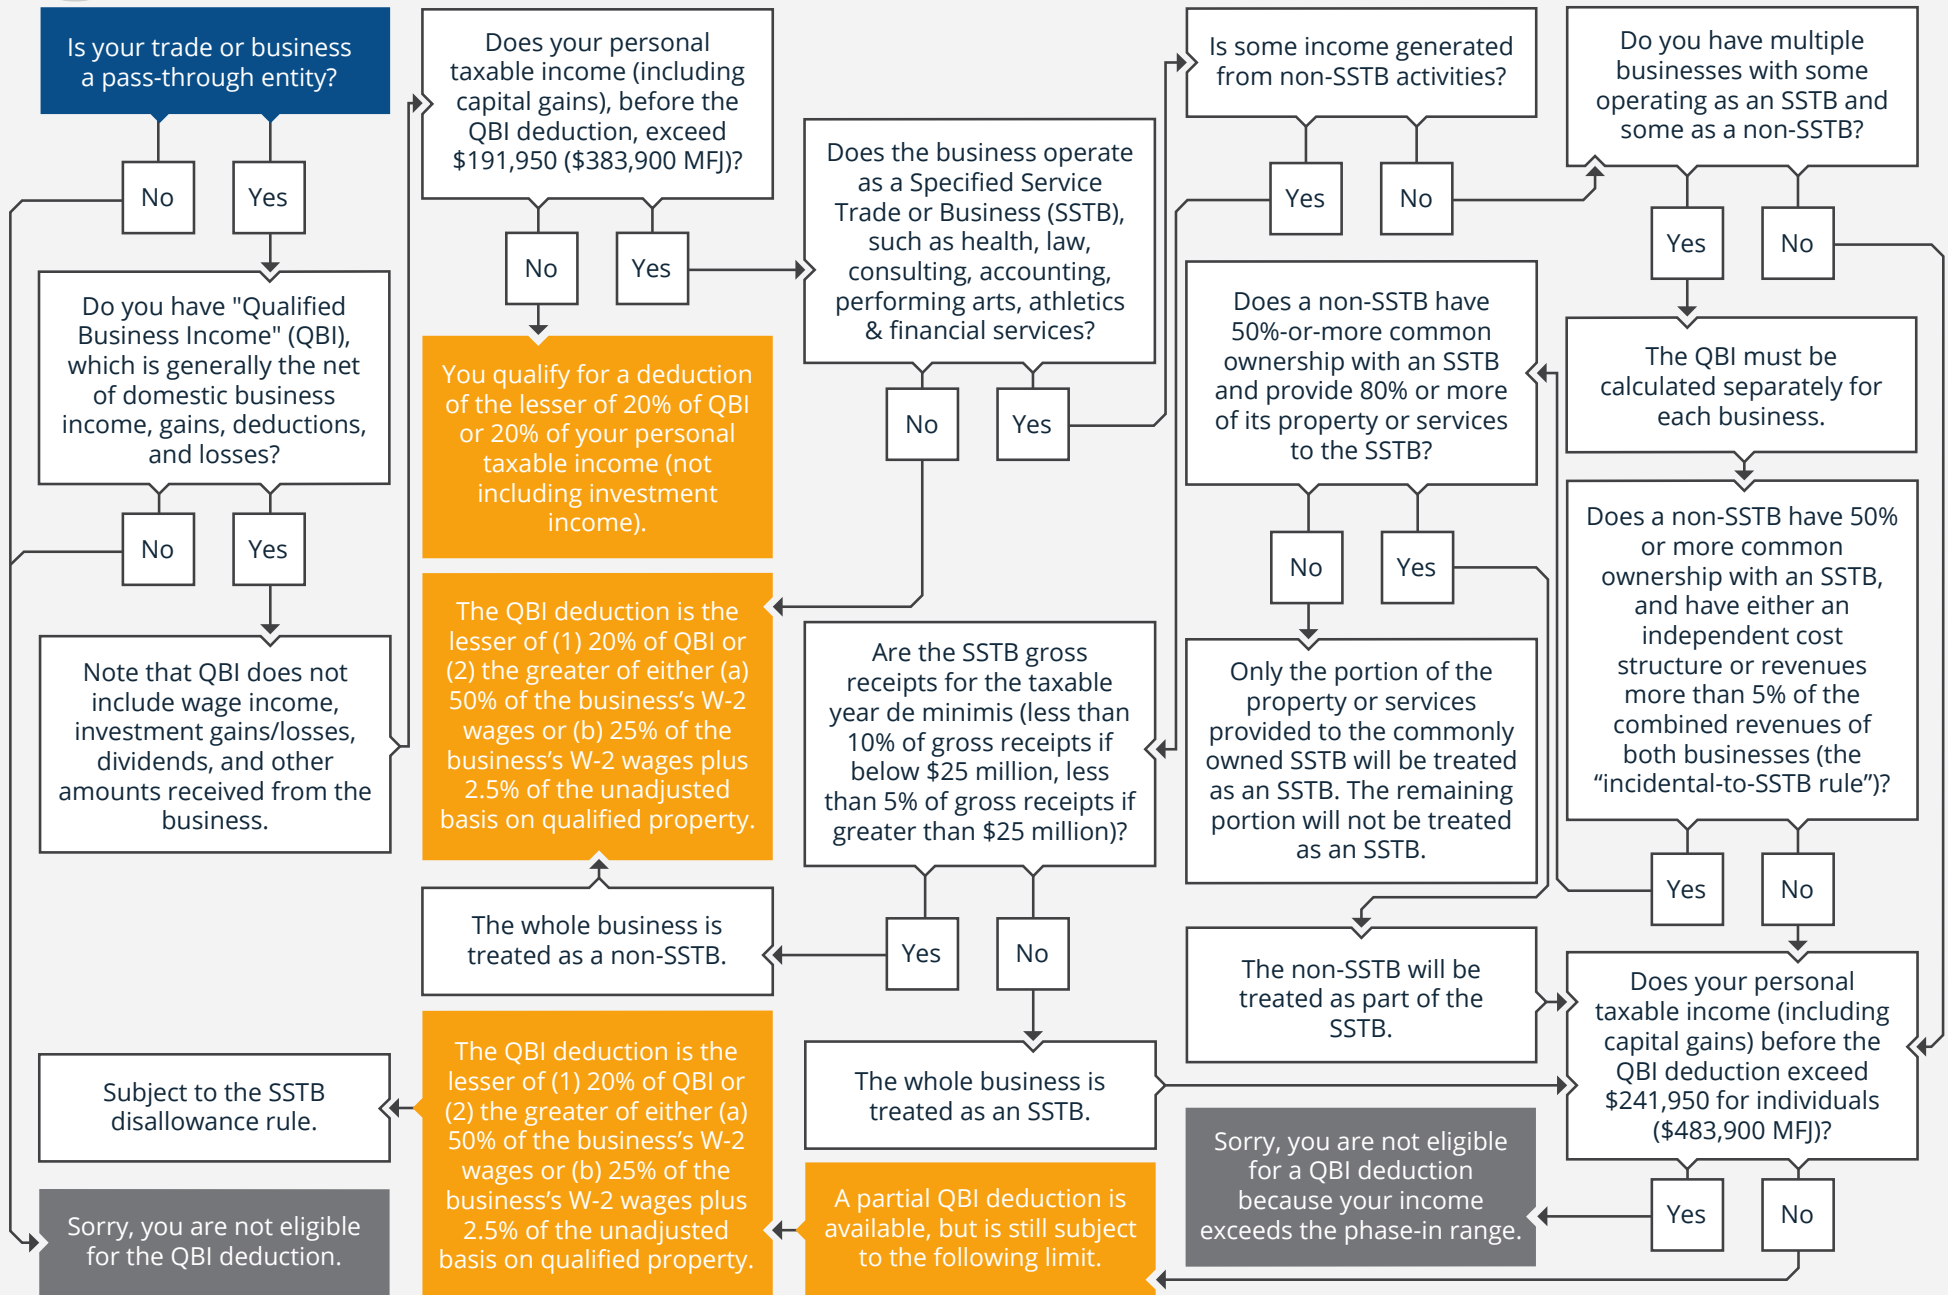 Is your trade or business
a pass-through entity?
No
Yes
Do you have "Qualified
Business Income" (QBI),
which is generally the net
of domestic business
income, gains, deductions,
and losses?
No
Yes
Note that QBI does not
include wage income,
investment gains/losses,
dividends, and other
amounts received from the
business.
Subject to the SSTB
disallowance rule.
Sorry, you are not eligible
for the QBI deduction.
Does your personal
taxable income (including
capital gains), before the
QBI deduction, exceed
$191,950 ($383,900 MFJ)?
No
Yes
You qualify for a deduction
of the lesser of 20% of QBI
or 20% of your personal
taxable income (not
including investment
income).
The QBI deduction is the
lesser of (1) 20% of QBI or
(2) the greater of either (a)
50% of the business’s W-2
wages or (b) 25% of the
business’s W-2 wages plus
2.5% of the unadjusted
basis on qualified property.
The whole business is
treated as a non-SSTB.
The QBI deduction is the
lesser of (1) 20% of QBI or
(2) the greater of either (a)
50% of the business’s W-2
wages or (b) 25% of the
business’s W-2 wages plus
2.5% of the unadjusted
basis on qualified property.
Does the business operate
as a Specified Service
Trade or Business (SSTB),
such as health, law,
consulting, accounting,
performing arts, athletics
& financial services?
No
Yes
Are the SSTB gross
receipts for the taxable
year de minimis (less than
10% of gross receipts if
below $25 million, less
than 5% of gross receipts if
greater than $25 million)?
Yes
No
The whole business is
treated as an SSTB.
A partial QBI deduction is
available, but is still subject
to the following limit.
Is some income generated
from non-SSTB activities?
Yes
No
Does a non-SSTB have
50%-or-more common
ownership with an SSTB
and provide 80% or more
of its property or services
to the SSTB?
No
Yes
Only the portion of the
property or services
provided to the commonly
owned SSTB will be treated
as an SSTB. The remaining
portion will not be treated
as an SSTB.
The non-SSTB will be
treated as part of the
SSTB.
Sorry, you are not eligible
for a QBI deduction
because your income
exceeds the phase-in range.
Do you have multiple
businesses with some
operating as an SSTB and
some as a non-SSTB?
Yes
No
The QBI must be
calculated separately for
each business.
Does a non-SSTB have 50%
or more common
ownership with an SSTB,
and have either an
independent cost
structure or revenues
more than 5% of the
combined revenues of
both businesses (the
“incidental-to-SSTB rule”)?
Yes
No
Does your personal
taxable income (including
capital gains) before the
QBI deduction exceed
$241,950 for individuals
($483,900 MFJ)?
Yes
No